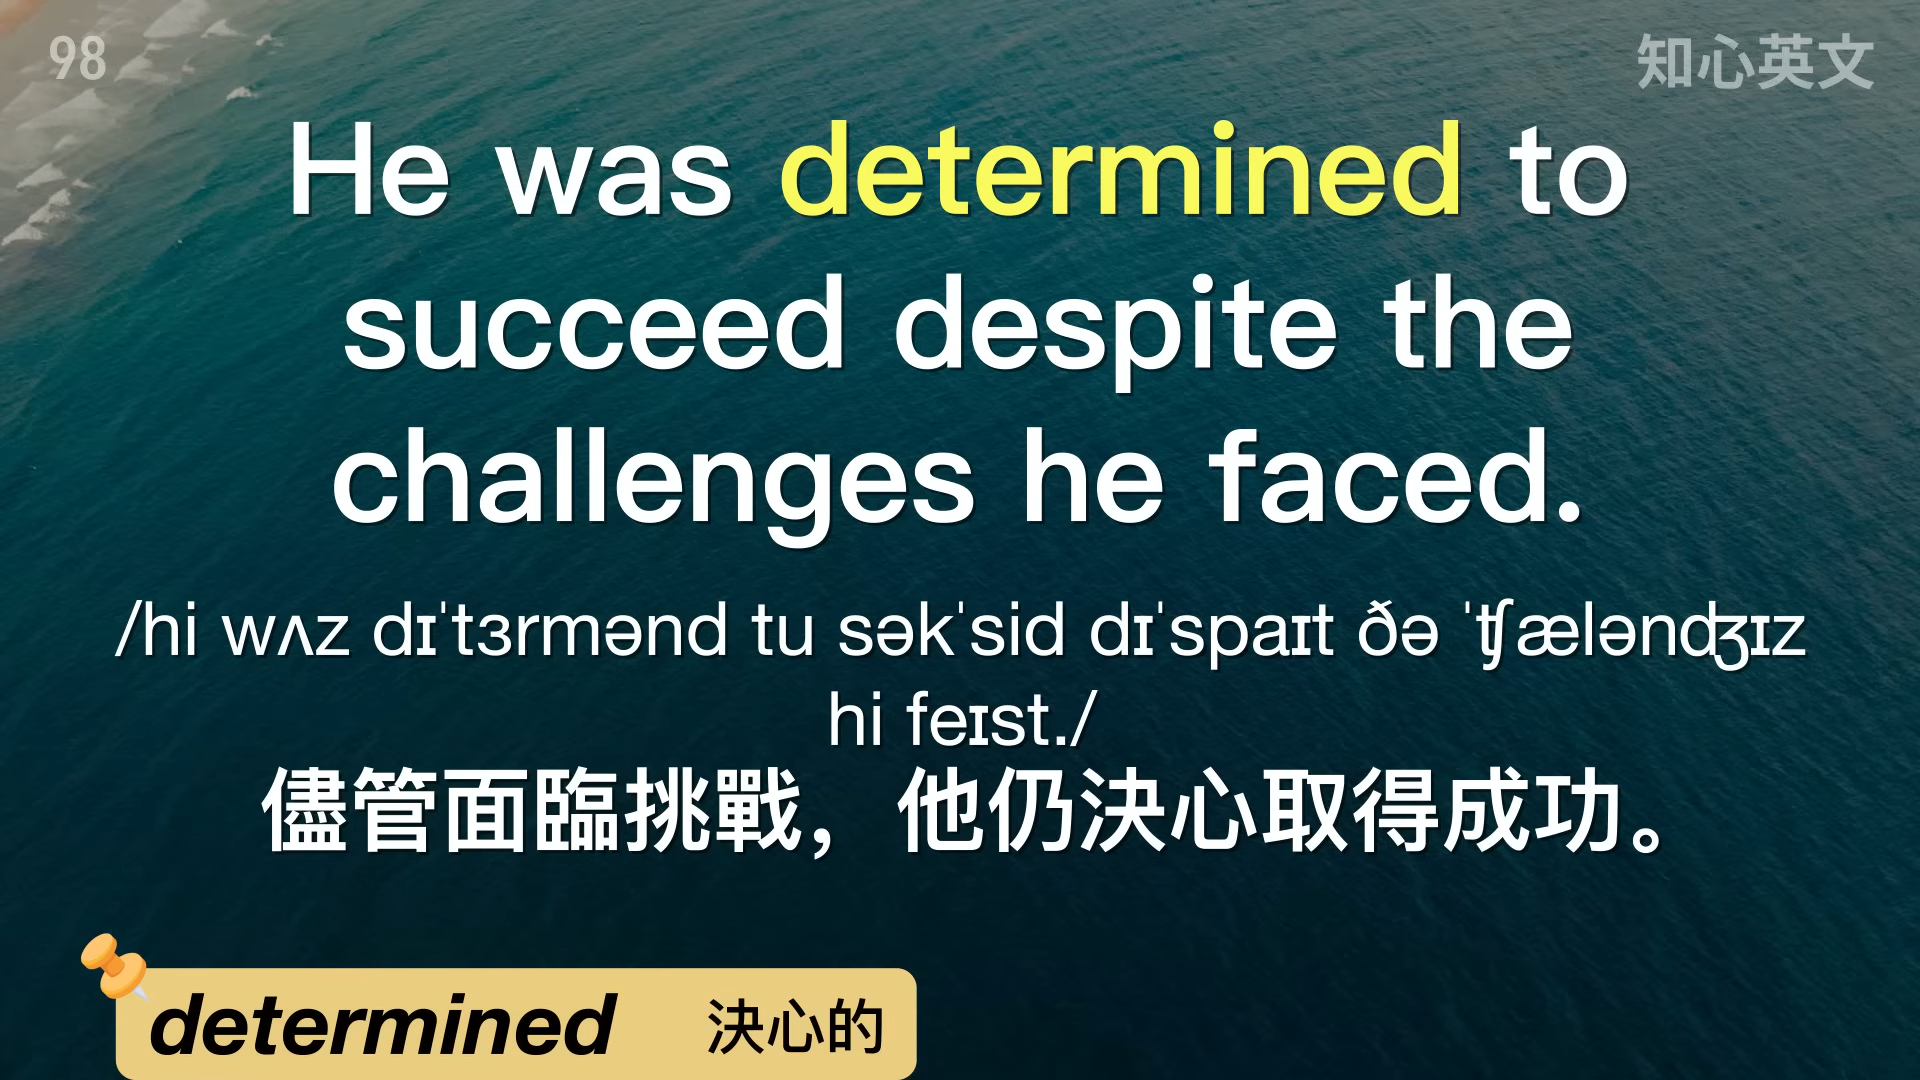 98
知心英文
He was determined to
succeed despite the
challenges he faced.
/hi wʌz dɪˈtɜrmənd tu səkˈsid dɪˈspaɪt ðə ˈʧælənʤɪz
hi feɪst./
儘管面臨挑戰，他仍決心取得成功。
determined 決心的